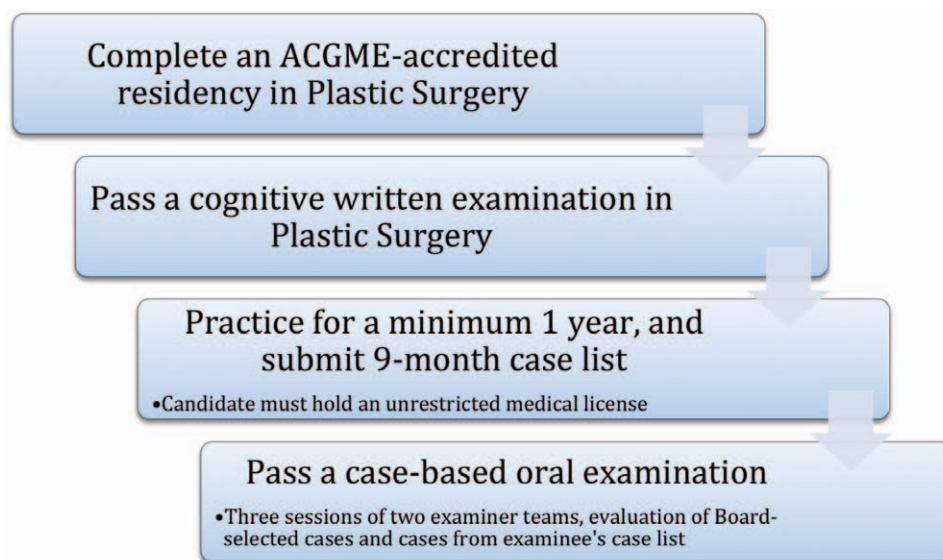 Complete an ACGME-accredited
residency in Plastic Surgery
Pass a cognitive written examination in
Plastic Surgery
Practice for a minimum 1 year, and
submit 9-month case list
•Candidate must hold an unrestricted medical license
Pass a case-based oral examination
•Three sessions of two examiner teams, evaluation of Board-
selected cases and cases from examinee's case list